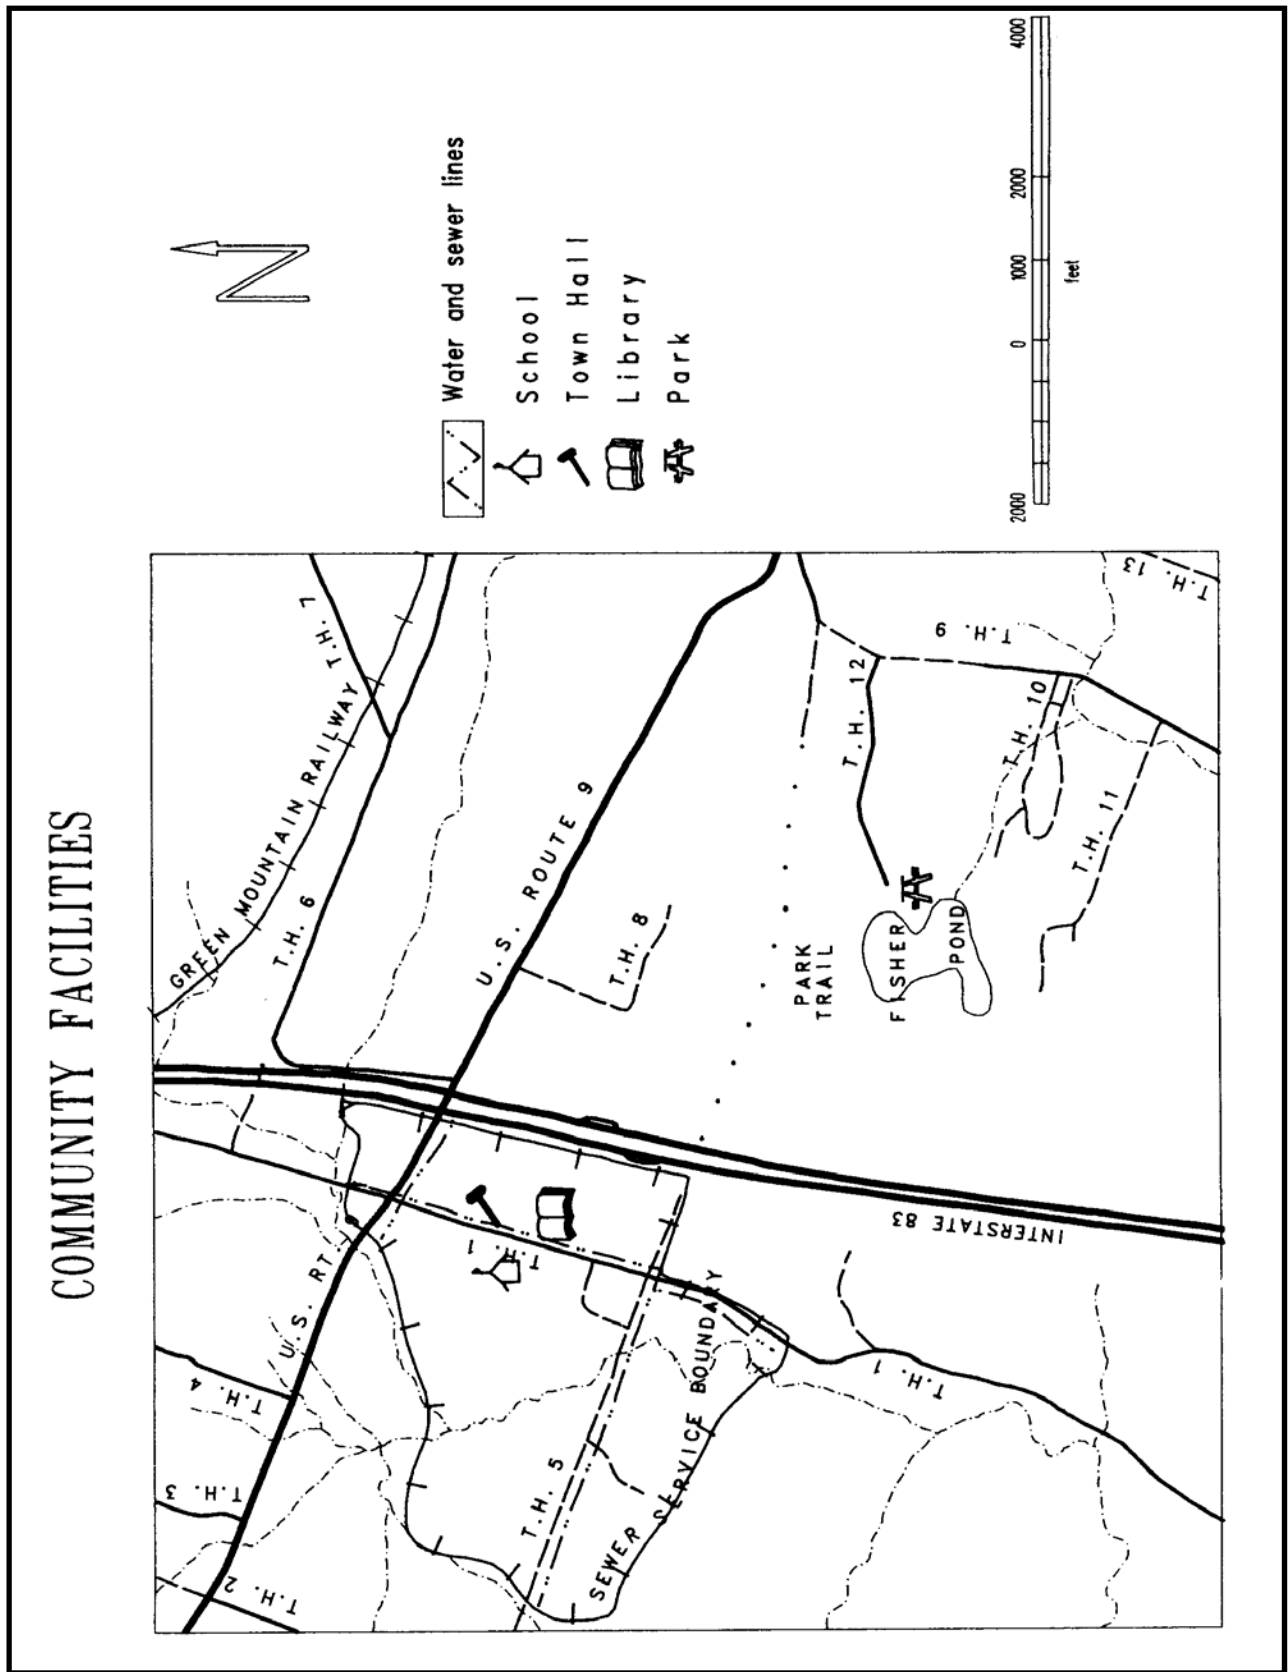 COMMUNITY FACILITIES
N
Water and sewer lines
School
Town Hall
Library
Park
2000 0 1000 2000 4000
feet
GREEN MOUNTAIN RAILWAY
T.H. 7
T.H. 6
U.S. ROUTE 9
T.H. 8
PARK
TRAIL
T.H. 12
T.H. 9
T.H. 10
T.H. 11
T.H. 13
FISHER
POND
INTERSTATE 83
U.S. RT.
T.H. 1
T.H. 2
T.H. 3
T.H. 4
T.H. 5
SEWER SERVICE BOUNDARY
T.H. 1